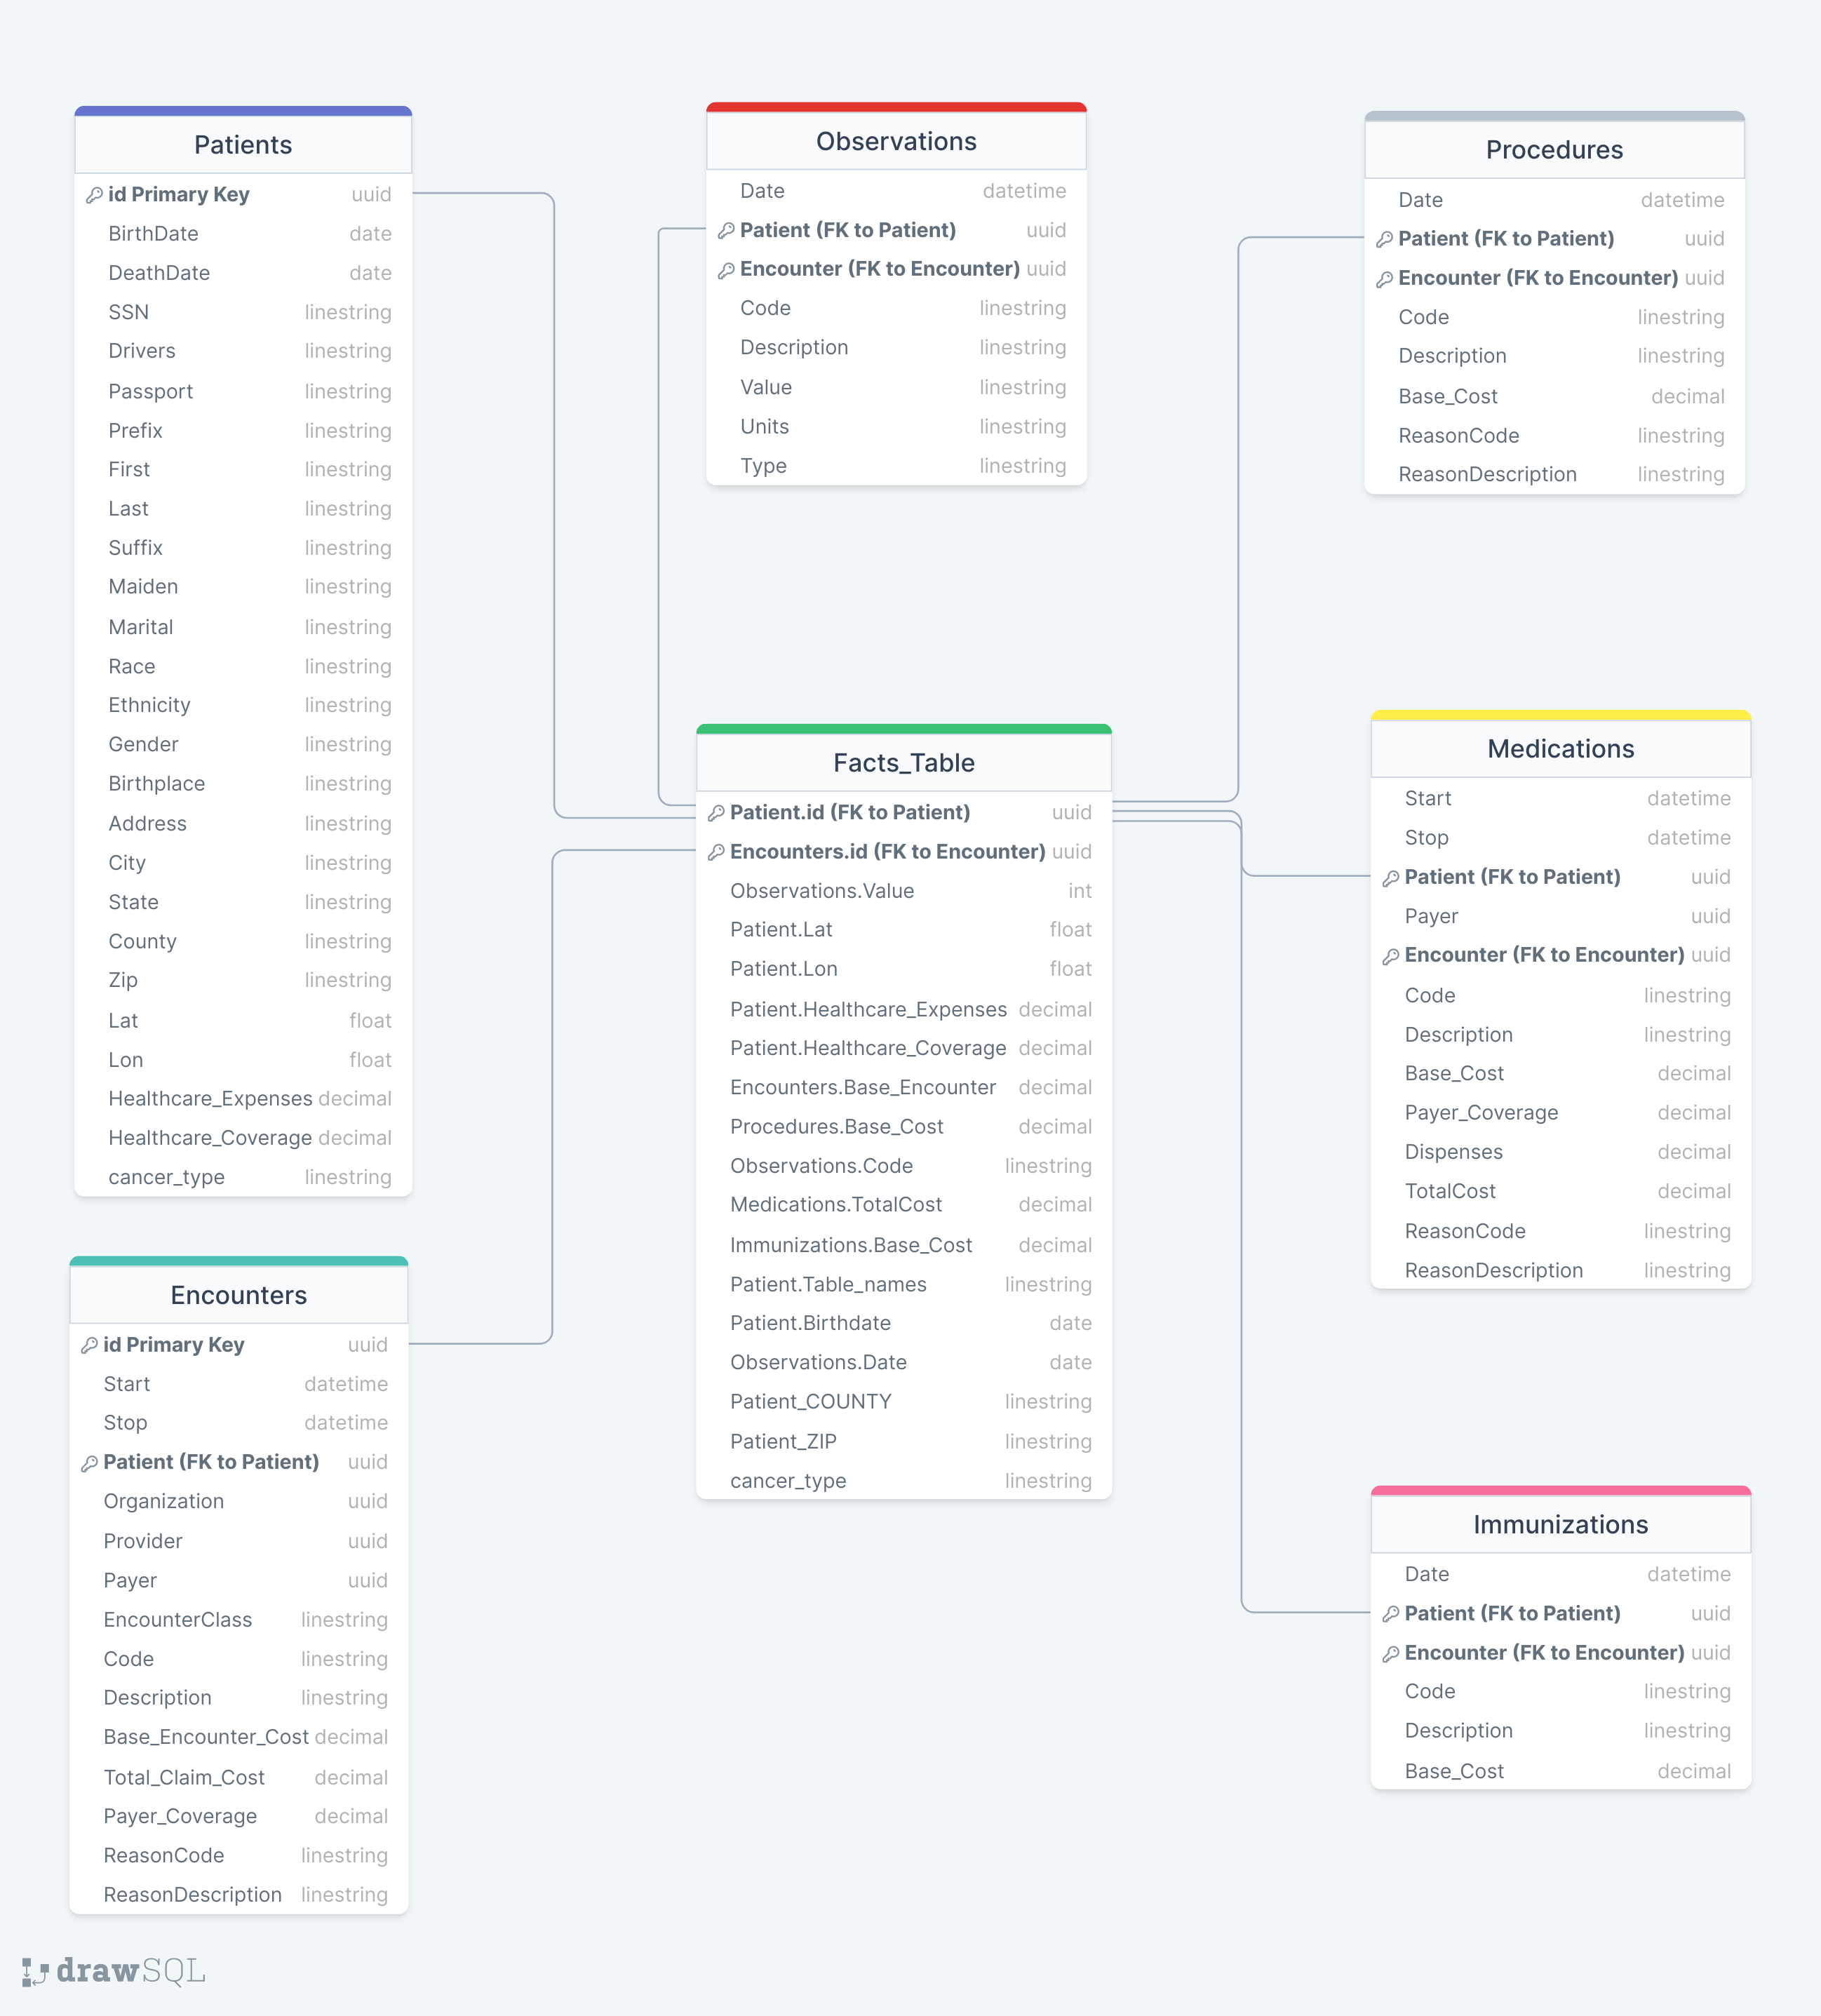 Patients
id Primary Key uuid
BirthDate date
DeathDate date
SSN linestring
Drivers linestring
Passport linestring
Prefix linestring
First linestring
Last linestring
Suffix linestring
Maiden linestring
Marital linestring
Race linestring
Ethnicity linestring
Gender linestring
Birthplace linestring
Address linestring
City linestring
State linestring
County linestring
Zip linestring
Lat float
Lon float
Healthcare_Expenses decimal
Healthcare_Coverage decimal
cancer_type linestring
Encounters
id Primary Key uuid
Start datetime
Stop datetime
Patient (FK to Patient) uuid
Organization uuid
Provider uuid
Payer uuid
EncounterClass linestring
Code linestring
Description linestring
Base_Encounter_Cost decimal
Total_Claim_Cost decimal
Payer_Coverage decimal
ReasonCode linestring
ReasonDescription linestring
Observations
Date datetime
Patient (FK to Patient) uuid
Encounter (FK to Encounter) uuid
Code linestring
Description linestring
Value linestring
Units linestring
Type linestring
Facts_Table
Patient.id (FK to Patient) uuid
Encounters.id (FK to Encounter) uuid
Observations.Value int
Patient.Lat float
Patient.Lon float
Patient.Healthcare_Expenses decimal
Patient.Healthcare_Coverage decimal
Encounters.Base_Encounter decimal
Procedures.Base_Cost decimal
Observations.Code linestring
Medications.TotalCost decimal
Immunizations.Base_Cost decimal
Patient.Table_names linestring
Patient.Birthdate date
Observations.Date date
Patient_COUNTY linestring
Patient_ZIP linestring
cancer_type linestring
Procedures
Date datetime
Patient (FK to Patient) uuid
Encounter (FK to Encounter) uuid
Code linestring
Description linestring
Base_Cost decimal
ReasonCode linestring
ReasonDescription linestring
Medications
Start datetime
Stop datetime
Patient (FK to Patient) uuid
Payer uuid
Encounter (FK to Encounter) uuid
Code linestring
Description linestring
Base_Cost decimal
Payer_Coverage decimal
Dispenses decimal
TotalCost decimal
ReasonCode linestring
ReasonDescription linestring
Immunizations
Date datetime
Patient (FK to Patient) uuid
Encounter (FK to Encounter) uuid
Code linestring
Description linestring
Base_Cost decimal
drawSQL